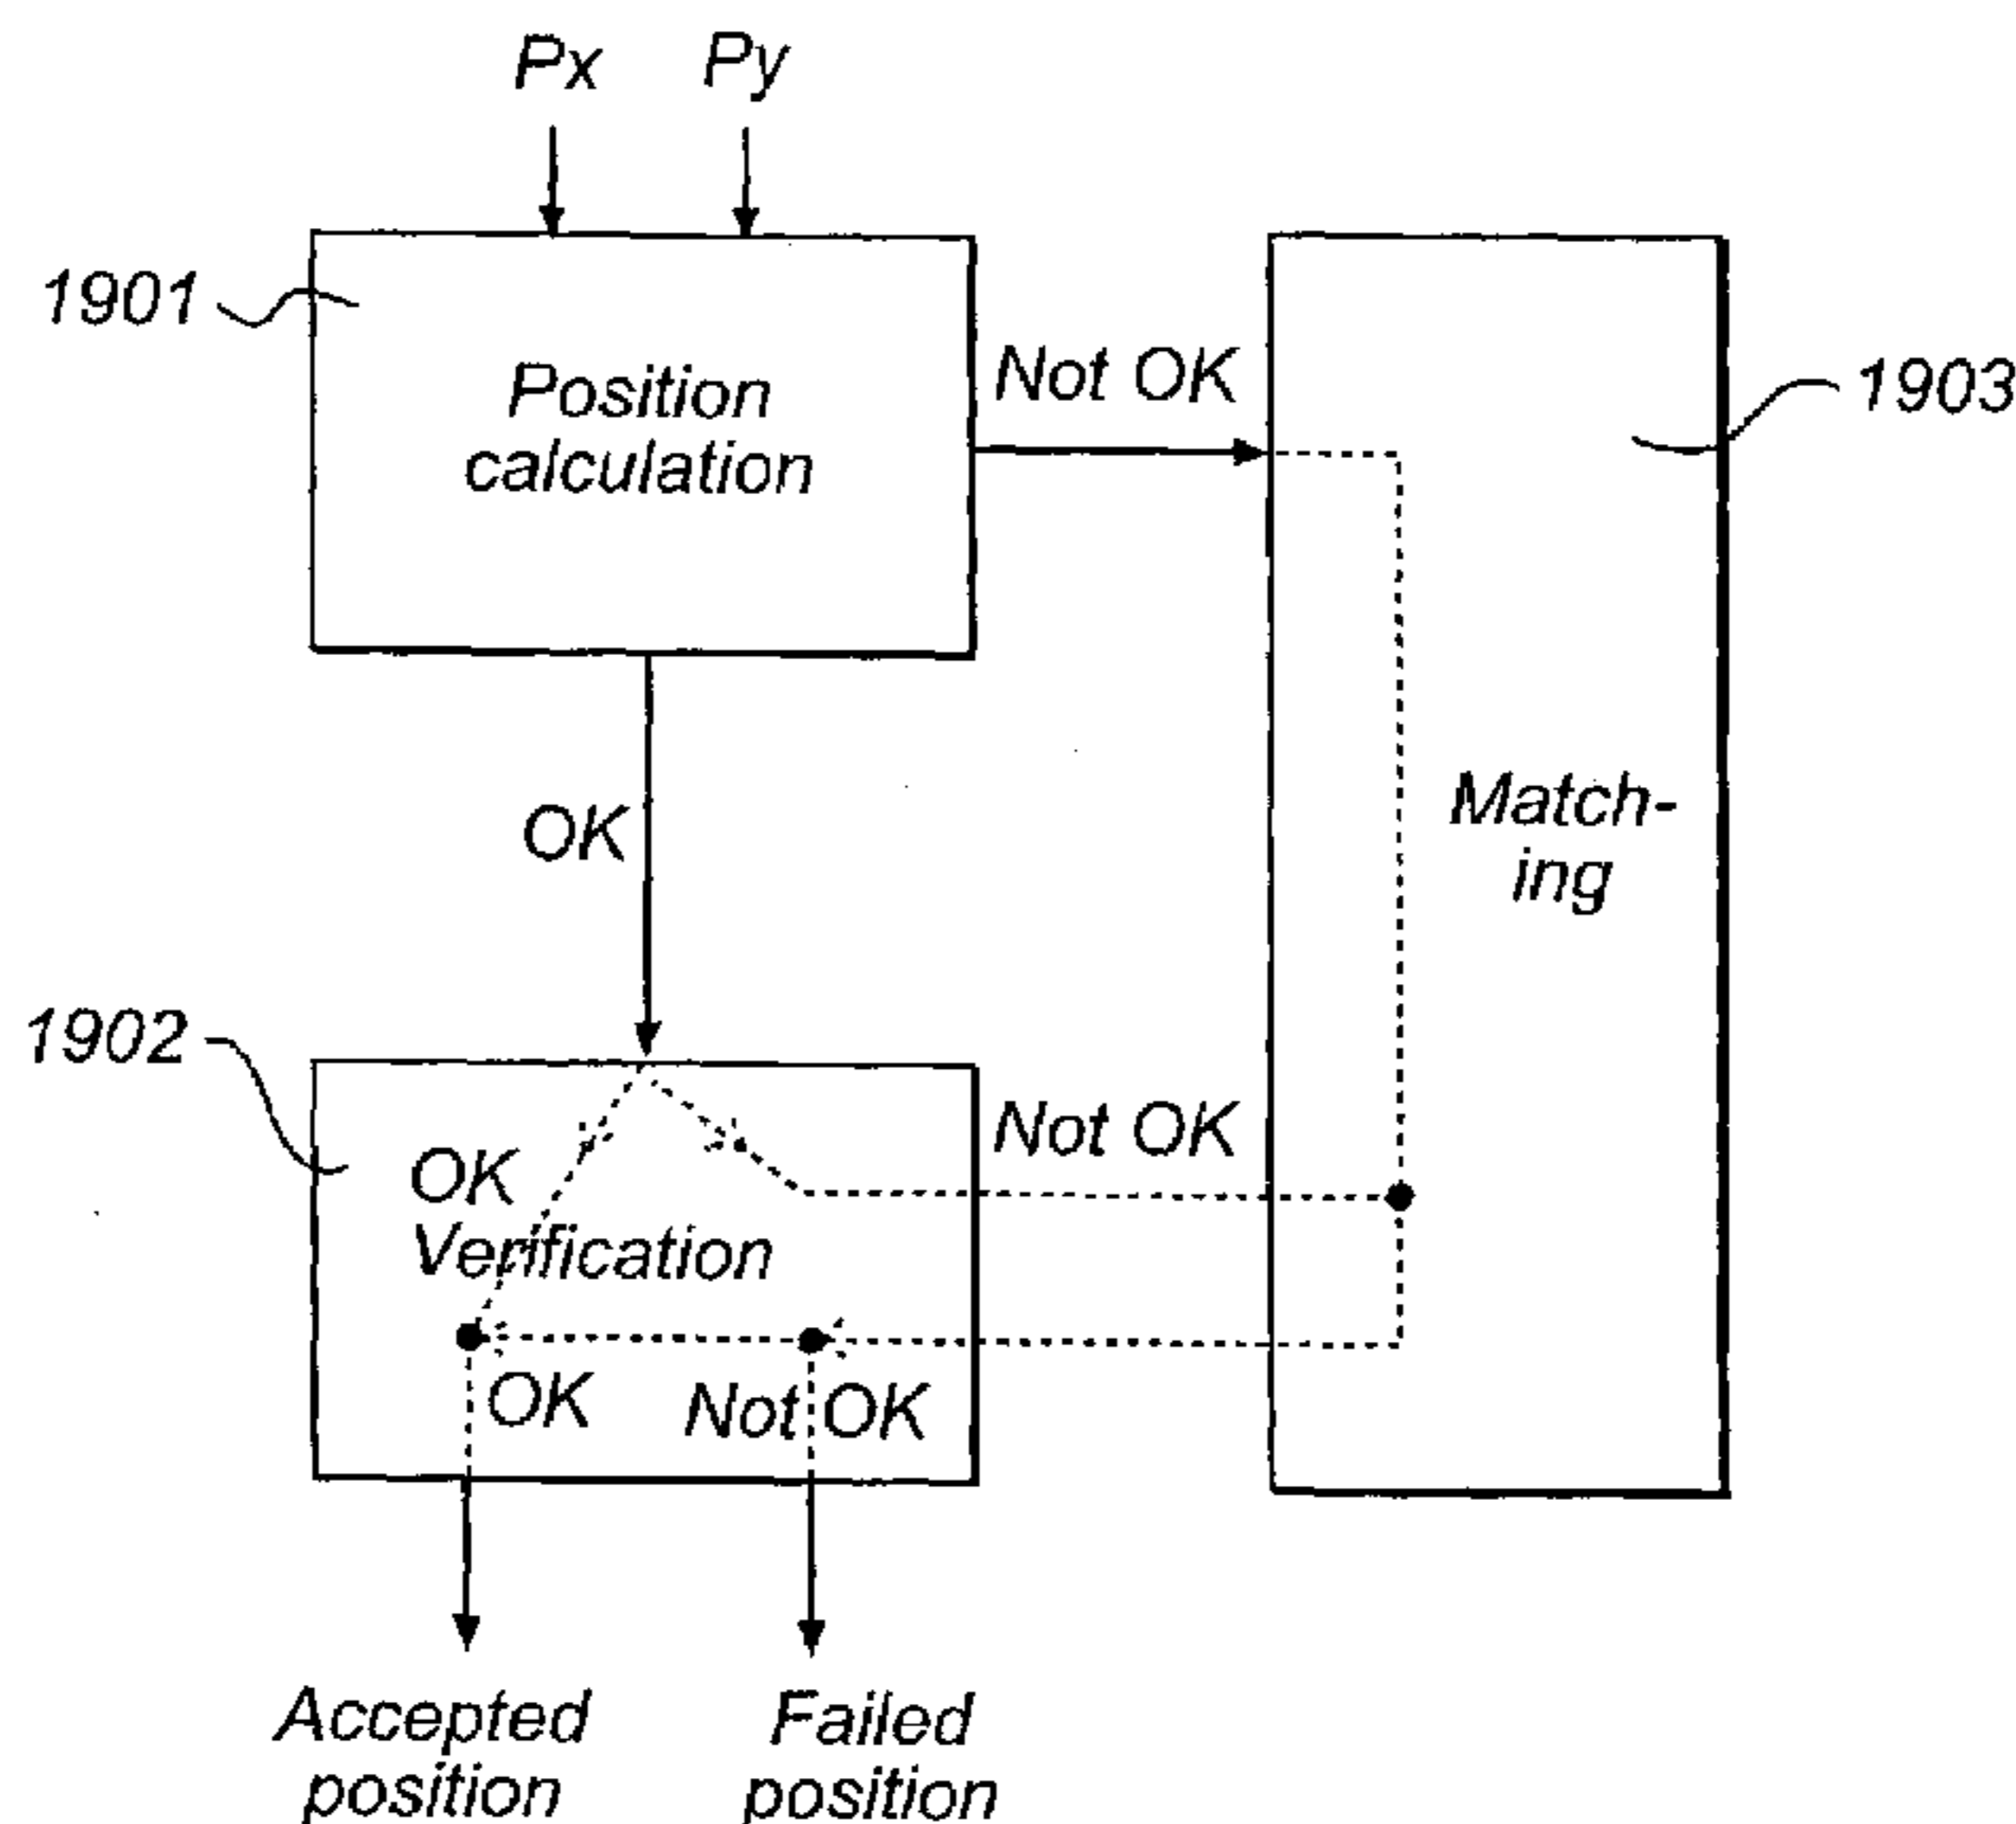 Px Py
1901
Position
calculation
Not OK
1903
OK
Match-
ing
1902
Not OK
OK
Verification
OK
Not OK
Accepted
position
Failed
position